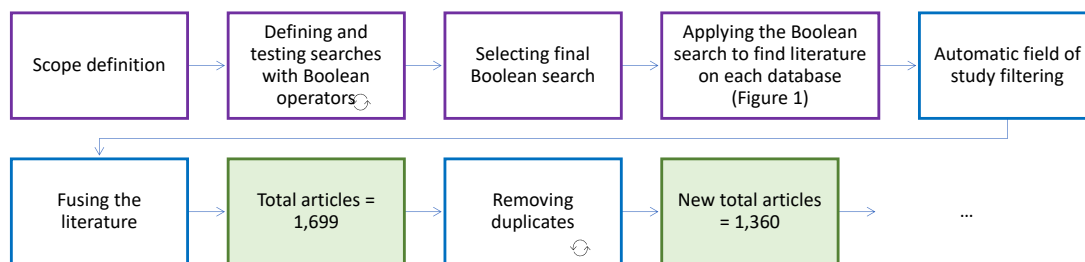 Scope definition
Defining and
testing searches
with Boolean
operators
Selecting final
Boolean search
Applying the Boolean
search to find literature
on each database
(Figure 1)
Automatic field of
study filtering
Fusing the
literature
Total articles =
1,699
Removing
duplicates
New total articles
= 1,360
...